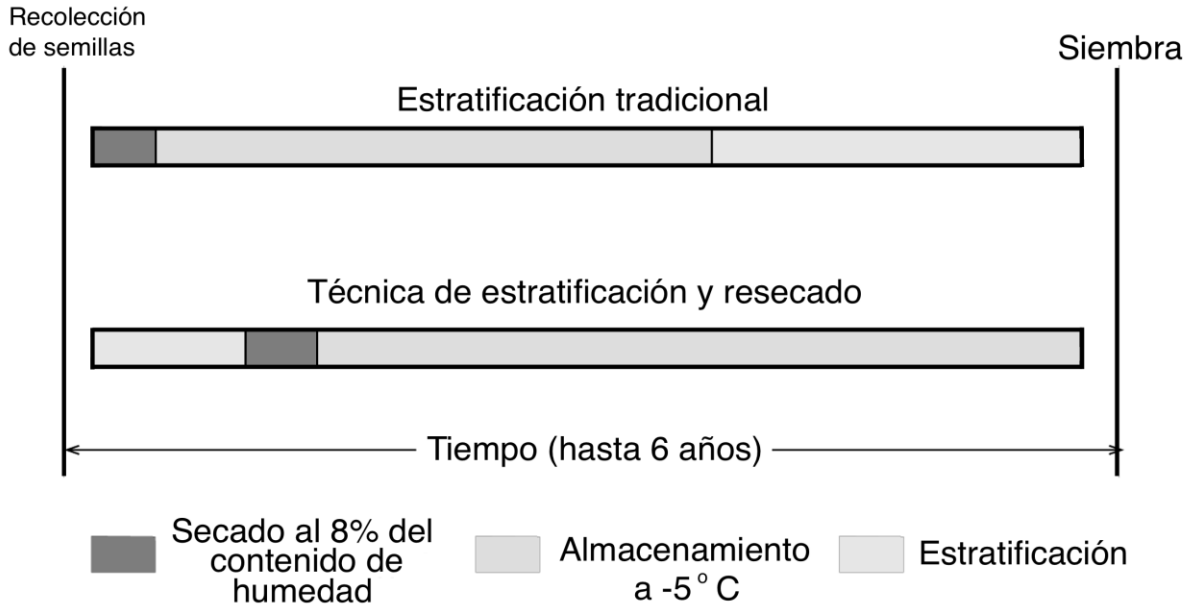 Recolección
de semillas
Siembra
Estratificación tradicional
Técnica de estratificación y resecado
Tiempo (hasta 6 años)
Secado al 8% del
contenido de
humedad
Almacenamiento
a -5° C
Estratificación